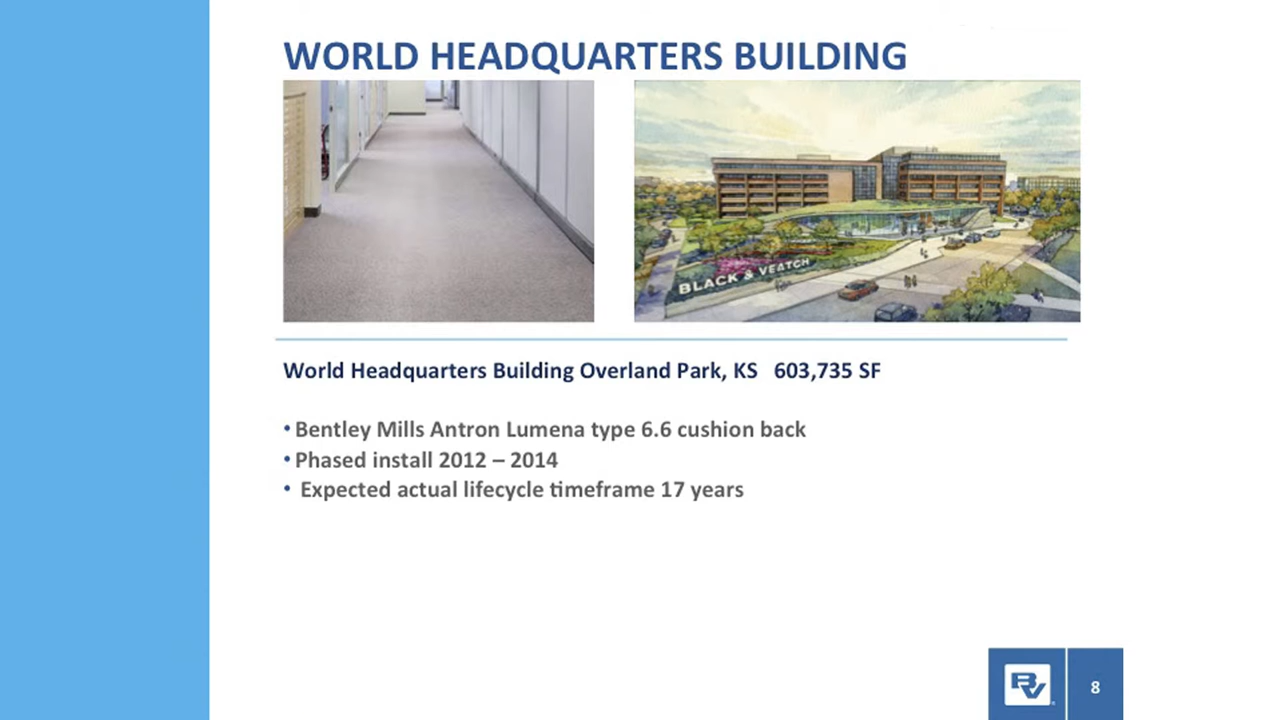 WORLD HEADQUARTERS BUILDING
BLACK & VEATCH
World Headquarters Building Overland Park, KS 603,735 SF
• Bentley Mills Antron Lumena type 6.6 cushion back
• Phased install 2012 – 2014
• Expected actual lifecycle timeframe 17 years
BV
8